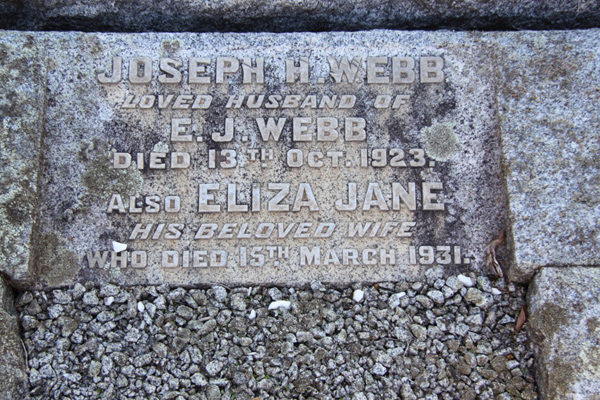 JOSEPH H. WEBB
LOVED HUSBAND OF
E. J. WEBB
DIED 13TH OCT. 1923.
ALSO ELIZA JANE
HIS BELOVED WIFE
WHO DIED 15TH MARCH 1931.